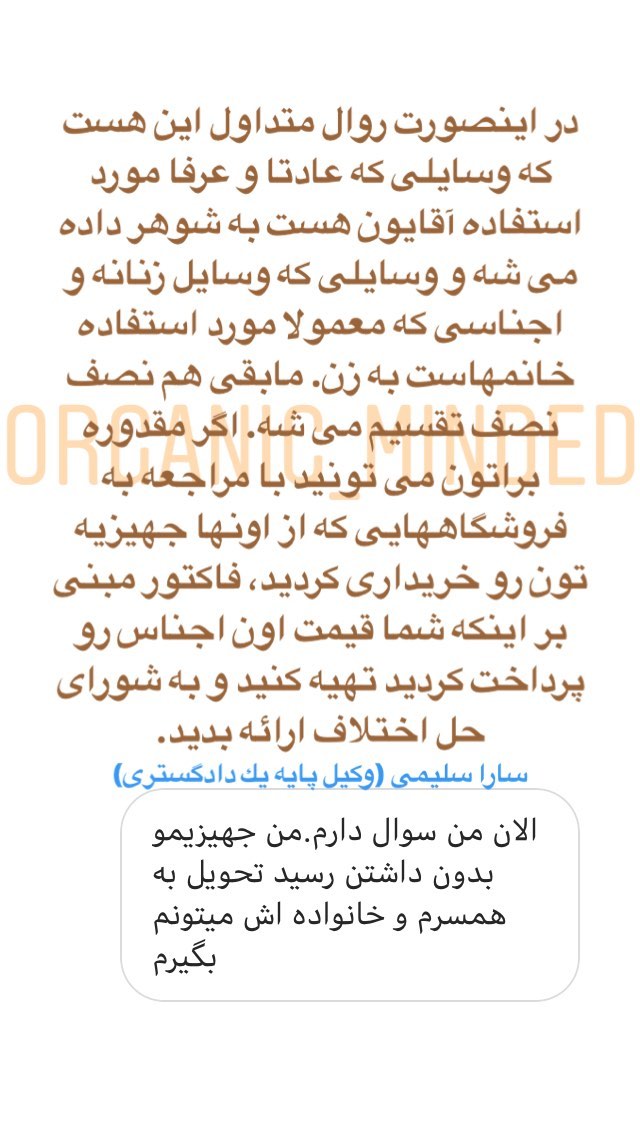 در اینصورت روال متداول این هست
که وسایلی که عادتا و عرفا مورد
استفاده آقایون هست به شوهر داده
می شه و وسایلی که وسایل زنانه و
اجناسی که معمولا مورد استفاده
خانمهاست به زن. مابقی هم نصف
نصف تقسیم می شه. اگر مقدوره
ORGANIC_MINDED
براتون می تونید با مراجعه به
فروشگاههایی که از اونها جهیزیه
تون رو خریداری کردید، فاکتور مبنی
بر اینکه شما قیمت اون اجناس رو
پرداخت کردید تهیه کنید و به شورای
حل اختلاف ارائه بدید.
سارا سلیمی (وکیل پایه یك دادگستری)
الان من سوال دارم.من جهیزیمو
بدون داشتن رسید تحویل به
همسرم و خانواده اش میتونم
بگیرم